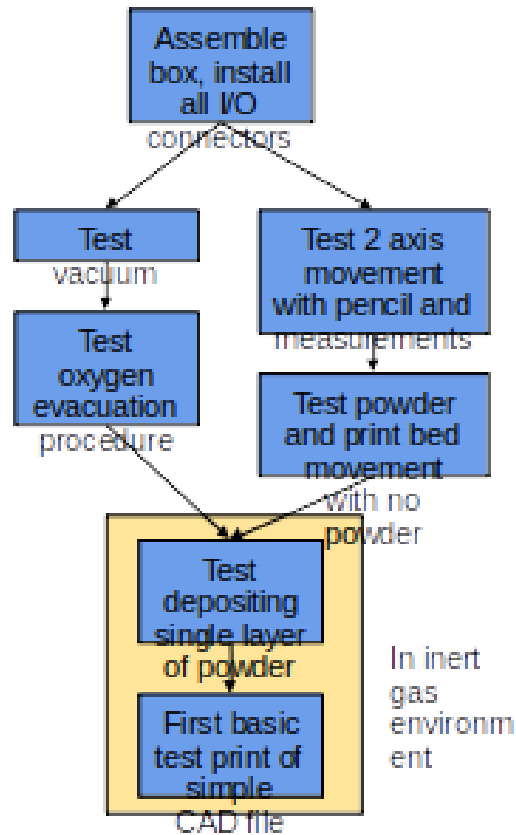 Assemble
box, install
all I/O
connectors
Test
vacuum
Test 2 axis
movement
with pencil and
measurements
Test
oxygen
evacuation
procedure
Test powder
and print bed
movement
with no
powder
Test
depositing
single layer
of powder
In inert
gas
environm
ent
First basic
test print of
simple
CAD file